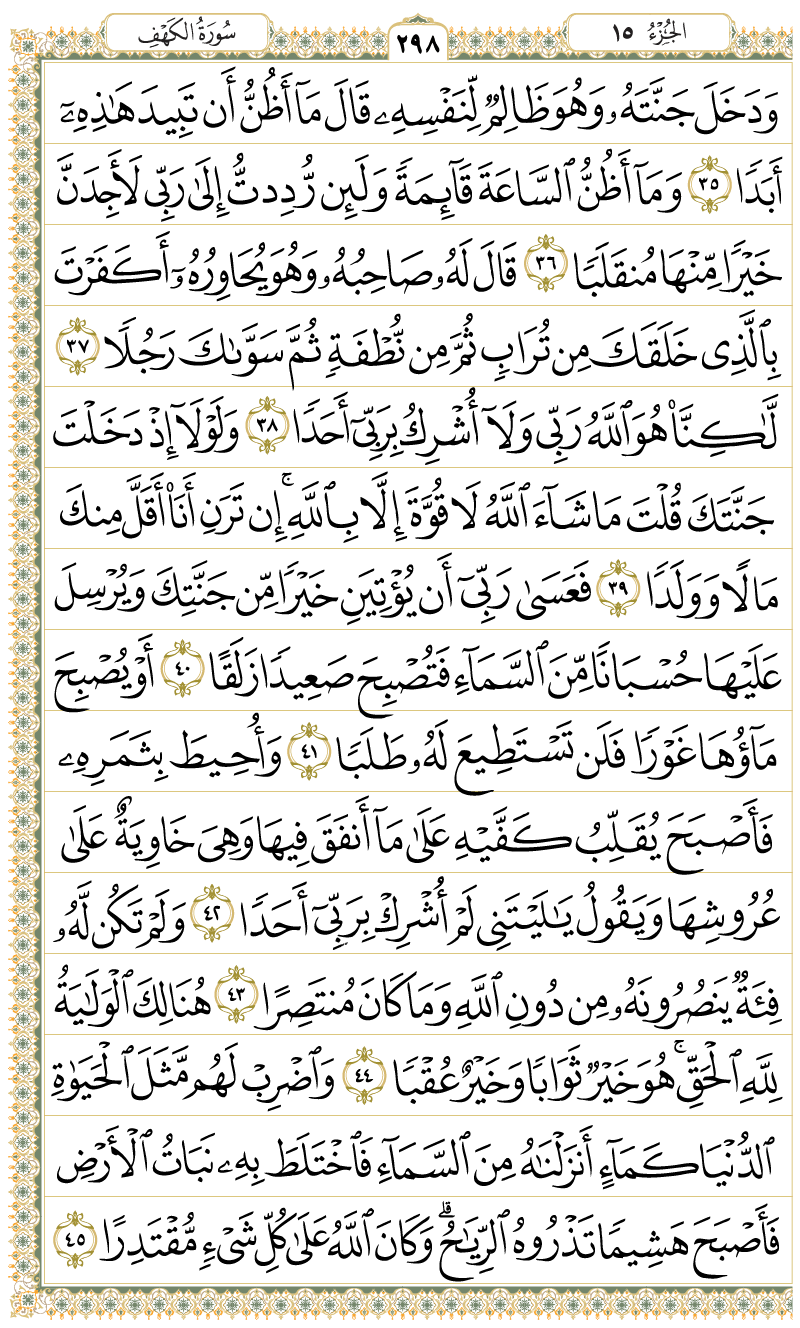 سُورَةُ الكَهْفِ
٢٩٨
الجُزْءُ ١٥
وَدَخَلَ جَنَّتَهُۥ وَهُوَ ظَالِمٌ لِّنَفْسِهِۦ قَالَ مَآ أَظُنُّ أَن تَبِيدَ هَٰذِهِۦٓ
أَبَدًا ٣٥ وَمَآ أَظُنُّ ٱلسَّاعَةَ قَآئِمَةً وَلَئِن رُّدِدتُّ إِلَىٰ رَبِّى لَأَجِدَنَّ
خَيْرًا مِّنْهَا مُنقَلَبًا ٣٦ قَالَ لَهُۥ صَاحِبُهُۥ وَهُوَ يُحَاوِرُهُۥٓ أَكَفَرْتَ
بِٱلَّذِى خَلَقَكَ مِن تُرَابٍ ثُمَّ مِن نُّطْفَةٍ ثُمَّ سَوَّىٰكَ رَجُلًا ٣٧
لَّٰكِنَّا۠ هُوَ ٱللَّهُ رَبِّى وَلَآ أُشْرِكُ بِرَبِّىٓ أَحَدًا ٣٨ وَلَوْلَآ إِذْ دَخَلْتَ
جَنَّتَكَ قُلْتَ مَا شَآءَ ٱللَّهُ لَا قُوَّةَ إِلَّا بِٱللَّهِ ۚ إِن تَرَنِ أَنَا۠ أَقَلَّ مِنكَ
مَالًا وَوَلَدًا ٣٩ فَعَسَىٰ رَبِّىٓ أَن يُؤْتِيَنِ خَيْرًا مِّن جَنَّتِكَ وَيُرْسِلَ
عَلَيْهَا حُسْبَانًا مِّنَ ٱلسَّمَآءِ فَتُصْبِحَ صَعِيدًا زَلَقًا ٤٠ أَوْ يُصْبِحَ
مَآؤُهَا غَوْرًا فَلَن تَسْتَطِيعَ لَهُۥ طَلَبًا ٤١ وَأُحِيطَ بِثَمَرِهِۦ
فَأَصْبَحَ يُقَلِّبُ كَفَّيْهِ عَلَىٰ مَآ أَنفَقَ فِيهَا وَهِىَ خَاوِيَةٌ عَلَىٰ
عُرُوشِهَا وَيَقُولُ يَٰلَيْتَنِى لَمْ أُشْرِكْ بِرَبِّىٓ أَحَدًا ٤٢ وَلَمْ تَكُن لَّهُۥ
فِئَةٌ يَنصُرُونَهُۥ مِن دُونِ ٱللَّهِ وَمَا كَانَ مُنتَصِرًا ٤٣ هُنَالِكَ ٱلْوَلَٰيَةُ
لِلَّهِ ٱلْحَقِّ ۚ هُوَ خَيْرٌ ثَوَابًا وَخَيْرٌ عُقْبًا ٤٤ وَٱضْرِبْ لَهُم مَّثَلَ ٱلْحَيَوٰةِ
ٱلدُّنْيَا كَمَآءٍ أَنزَلْنَٰهُ مِنَ ٱلسَّمَآءِ فَٱخْتَلَطَ بِهِۦ نَبَاتُ ٱلْأَرْضِ
فَأَصْبَحَ هَشِيمًا تَذْرُوهُ ٱلرِّيَٰحُ ۗ وَكَانَ ٱللَّهُ عَلَىٰ كُلِّ شَىْءٍ مُّقْتَدِرًا ٤٥